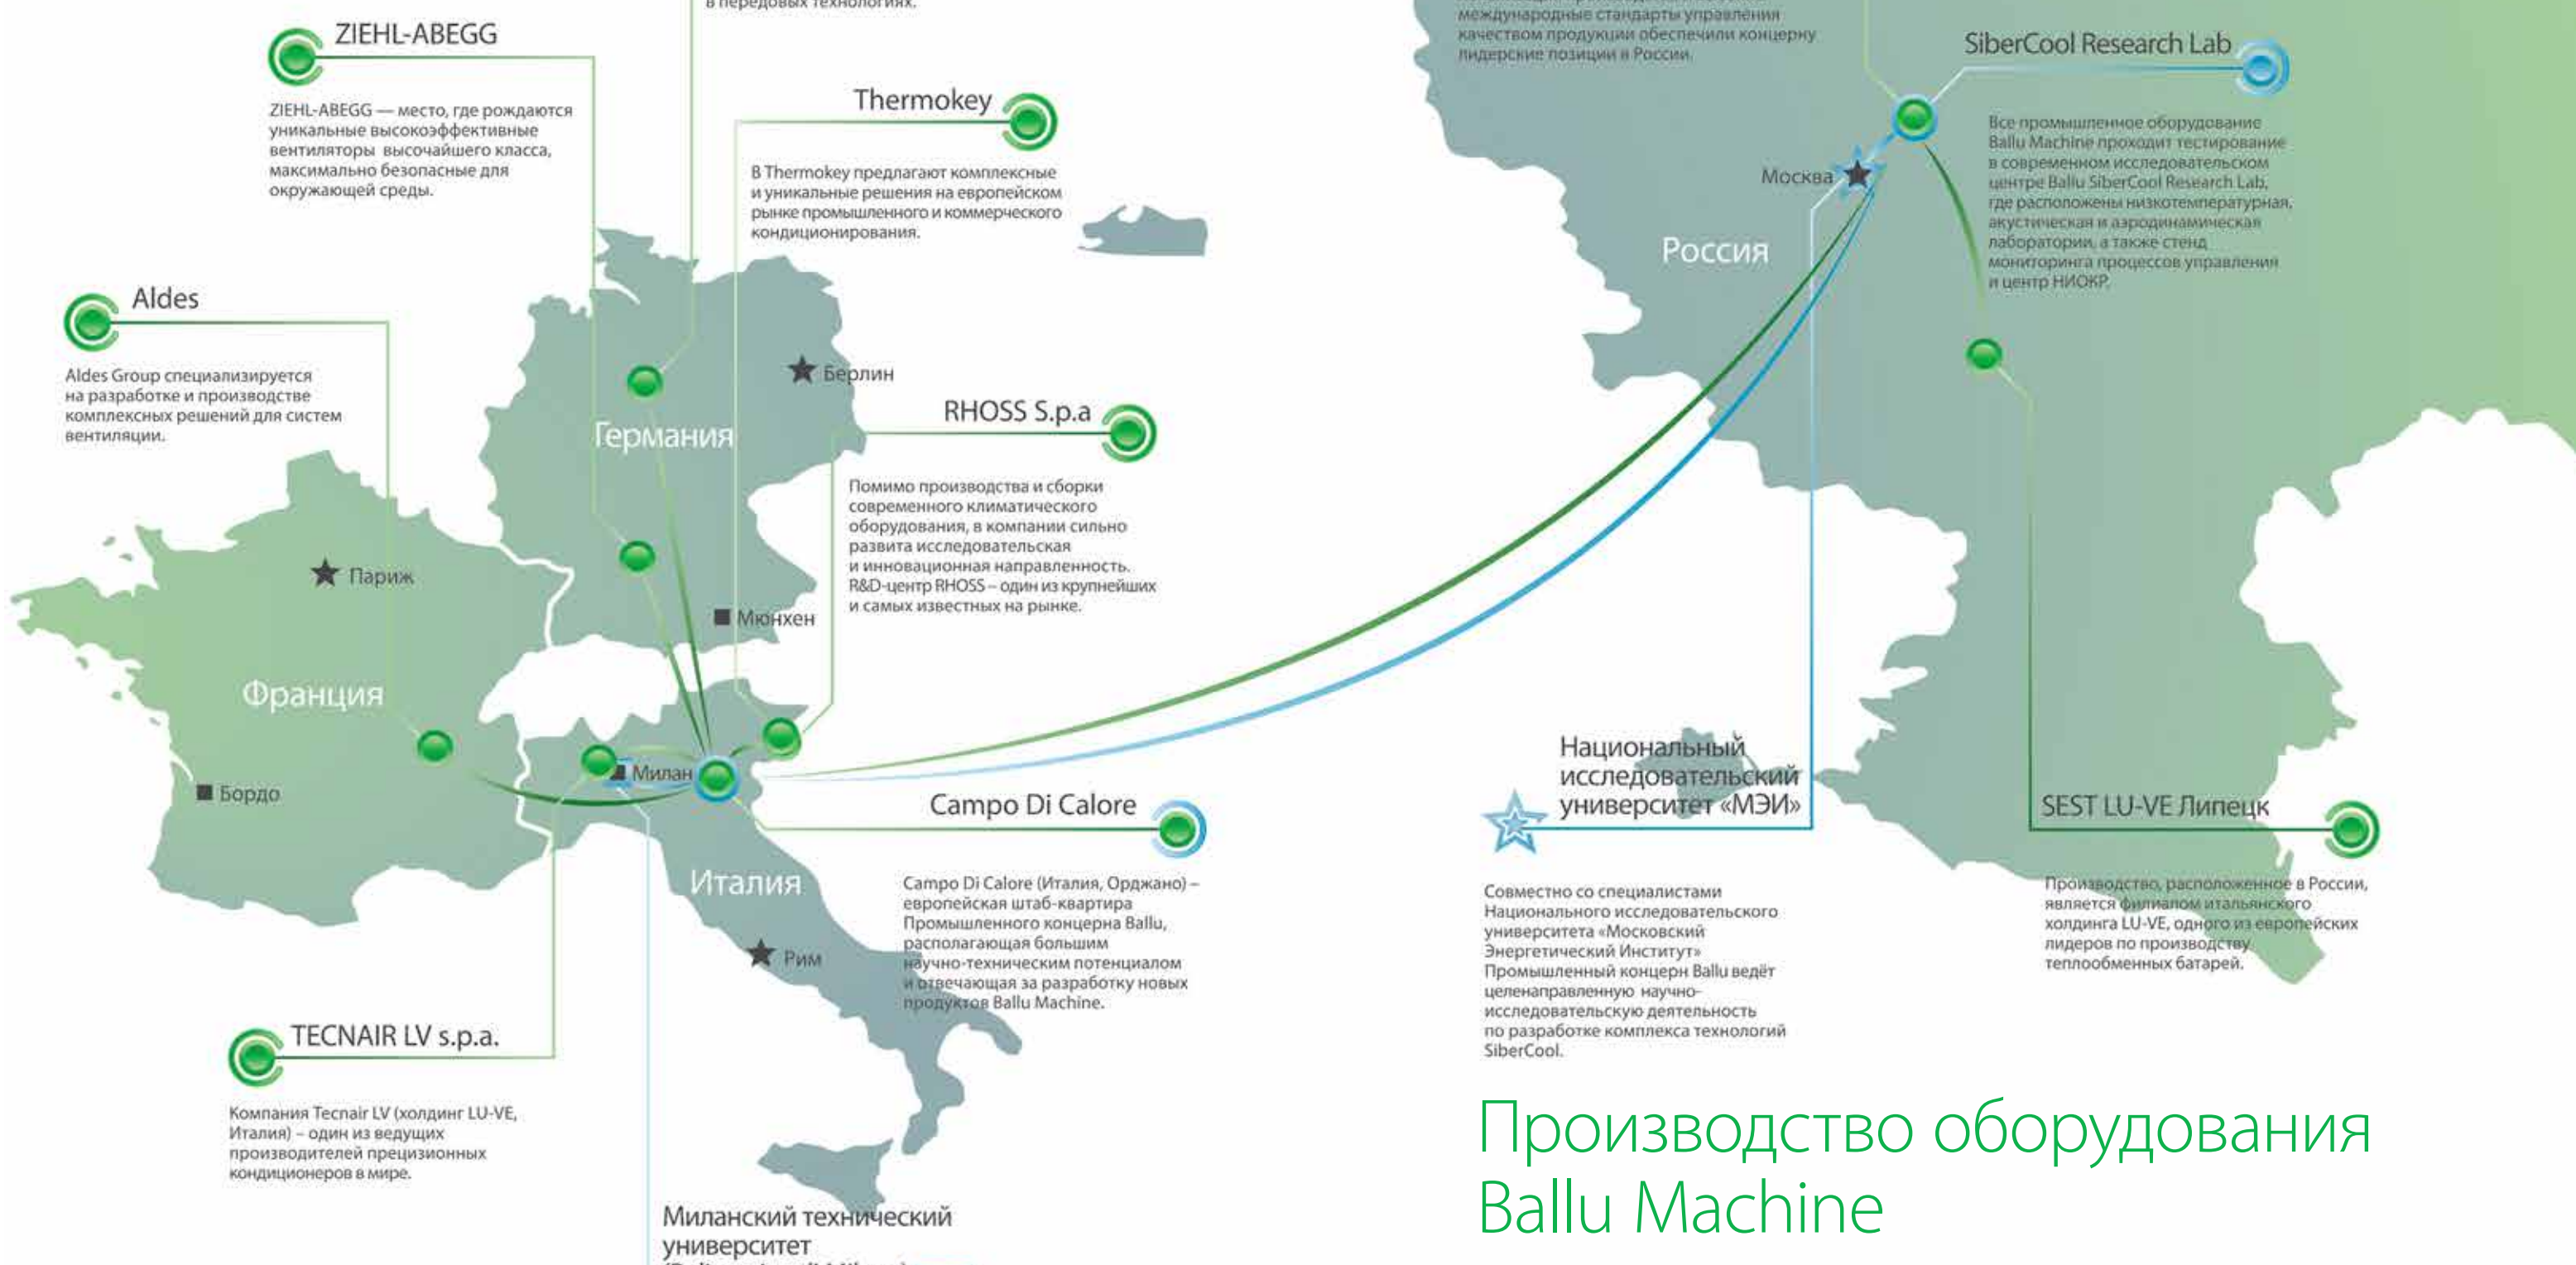 в передовых технологиях.
ZIEHL-ABEGG
ZIEHL-ABEGG — место, где рождаются
уникальные высокоэффективные
вентиляторы высочайшего класса,
максимально безопасные для
окружающей среды.
Thermokey
В Thermokey предлагают комплексные
и уникальные решения на европейском
рынке промышленного и коммерческого
кондиционирования.
Aldes
Aldes Group специализируется
на разработке и производстве
комплексных решений для систем
вентиляции.
Берлин
Германия
RHOSS S.p.a
Помимо производства и сборки
современного климатического
оборудования, в компании сильно
развита исследовательская
и инновационная направленность.
R&D-центр RHOSS – один из крупнейших
и самых известных на рынке.
Париж
Мюнхен
Франция
Бордо
Милан
Campo Di Calore
Италия
Campo Di Calore (Италия, Орджано) –
европейская штаб-квартира
Промышленного концерна Ballu,
располагающая большим
научно-техническим потенциалом
и отвечающая за разработку новых
продуктов Ballu Machine.
Рим
TECNAIR LV s.p.a.
Компания Tecnair LV (холдинг LU-VE,
Италия) – один из ведущих
производителей прецизионных
кондиционеров в мире.
Миланский технический
университет
международные стандарты управления
качеством продукции обеспечили концерну
лидерские позиции в России.
SiberCool Research Lab
Все промышленное оборудование
Ballu Machine проходит тестирование
в современном исследовательском
центре Ballu SiberCool Research Lab,
где расположены низкотемпературная,
акустическая и аэродинамическая
лаборатории, а также стенд
мониторинга процессов управления
и центр НИОКР.
Москва
Россия
Национальный
исследовательский
университет «МЭИ»
Совместно со специалистами
Национального исследовательского
университета «Московский
Энергетический Институт»
Промышленный концерн Ballu ведёт
целенаправленную научно-
исследовательскую деятельность
по разработке комплекса технологий
SiberCool.
SEST LU-VE Липецк
Производство, расположенное в России,
является филиалом итальянского
холдинга LU-VE, одного из европейских
лидеров по производству
теплообменных батарей.
Производство оборудования
Ballu Machine